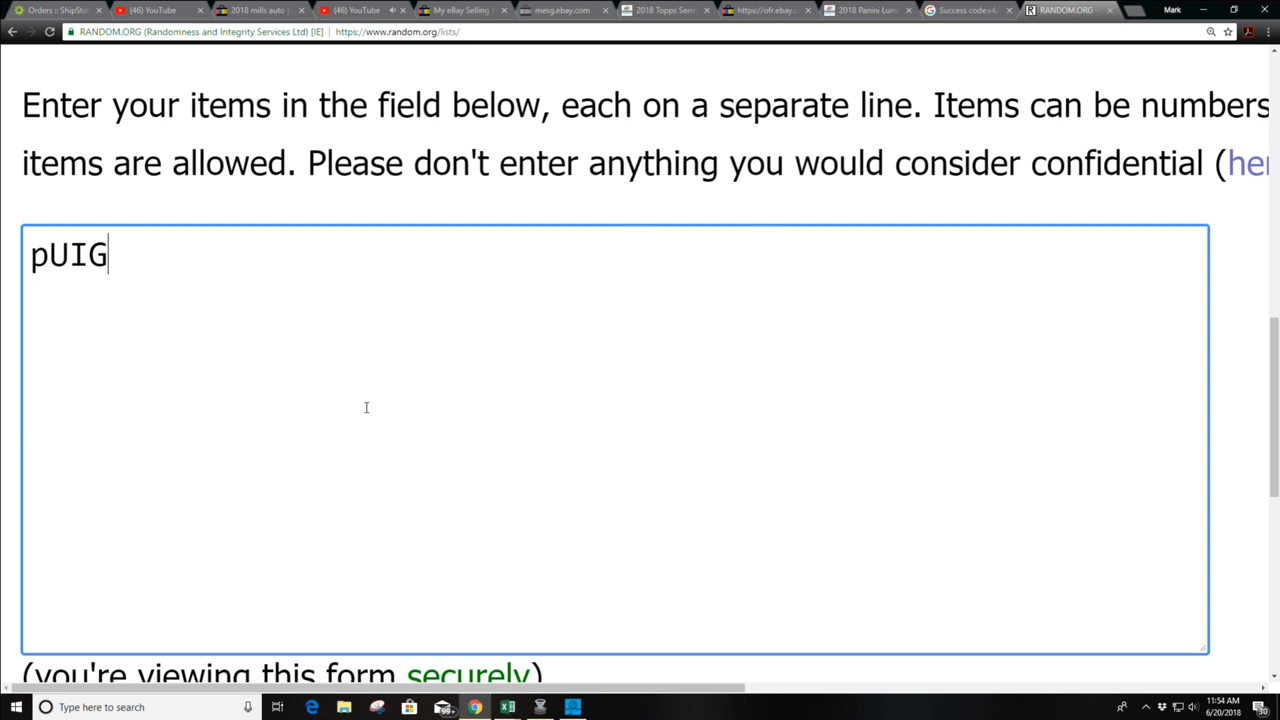 Orders :: ShipStat
(46) YouTube
2018 mills auto |
(46) YouTube
My eBay Selling
mesg.ebay.com
2018 Topps Serie
https://ofr.ebay.c
2018 Panini Lum
Success code=4/
RANDOM.ORG
Mark
RANDOM.ORG (Randomness and Integrity Services Ltd) [IE] https://www.random.org/lists/
Enter your items in the field below, each on a separate line. Items can be numbers
items are allowed. Please don't enter anything you would consider confidential (her
pUIG
(you're viewing this form securely)
Type here to search
99+
11:54 AM
6/20/2018
30